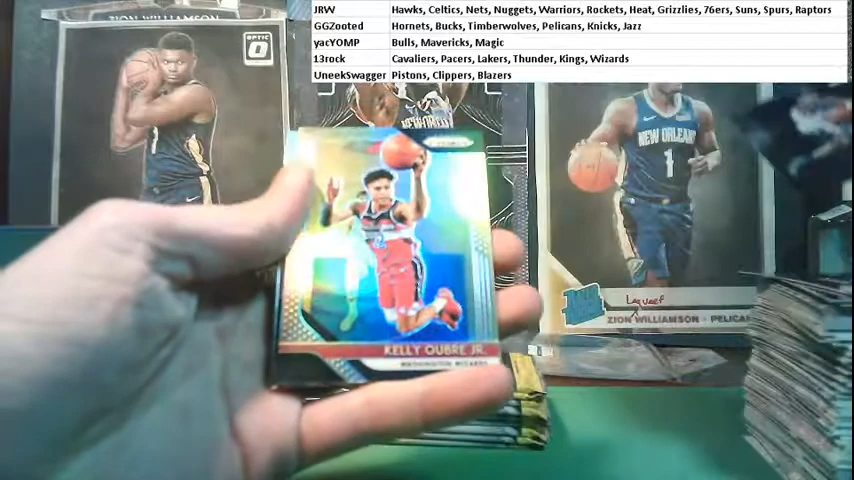 JRW Hawks, Celtics, Nets, Nuggets, Warriors, Rockets, Heat, Grizzlies, 76ers, Suns, Spurs, Raptors
GGZooted Hornets, Bucks, Timberwolves, Pelicans, Knicks, Jazz
yacYOMP Bulls, Mavericks, Magic
13rock Cavaliers, Pacers, Lakers, Thunder, Kings, Wizards
UneekSwagger Pistons, Clippers, Blazers
ZION WILLIAMSON
OPTIC
NEW ORLEANS
1
PRIZM
KELLY OUBRE JR.
WASHINGTON WIZARDS
ZION WILLIAMSON - PELICA